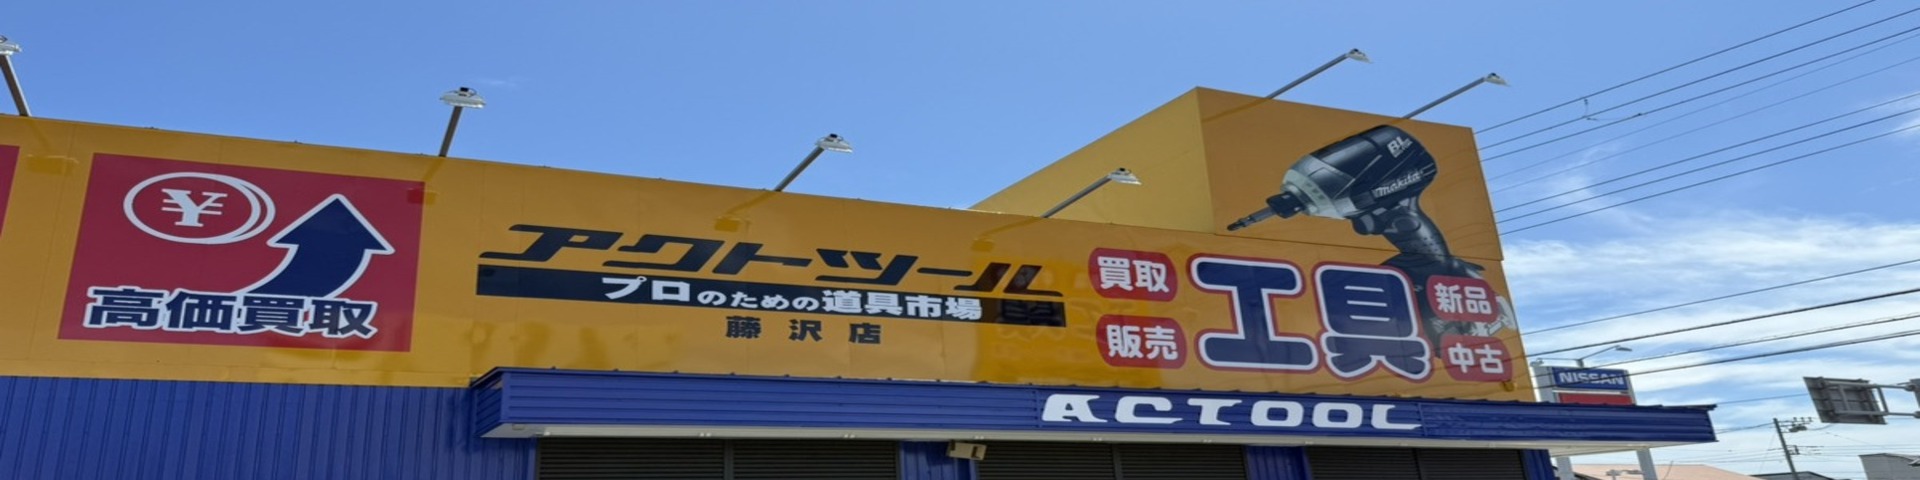 ¥
高価買取
アクトツール
プロのための道具市場
藤沢店
買取
販売
工具
新品
中古
BL
makita
ACTOOL
NISSAN